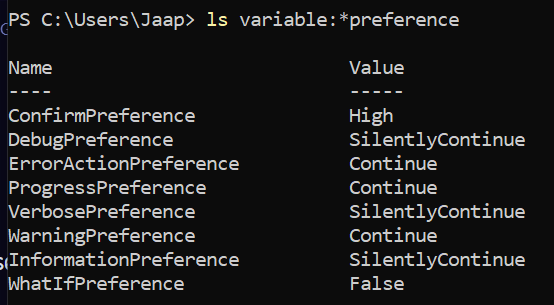 PS C:\Users\Jaap> ls variable:*preference
Name Value
---- -----
ConfirmPreference High
DebugPreference SilentlyContinue
ErrorActionPreference Continue
ProgressPreference Continue
VerbosePreference SilentlyContinue
WarningPreference Continue
InformationPreference SilentlyContinue
WhatIfPreference False